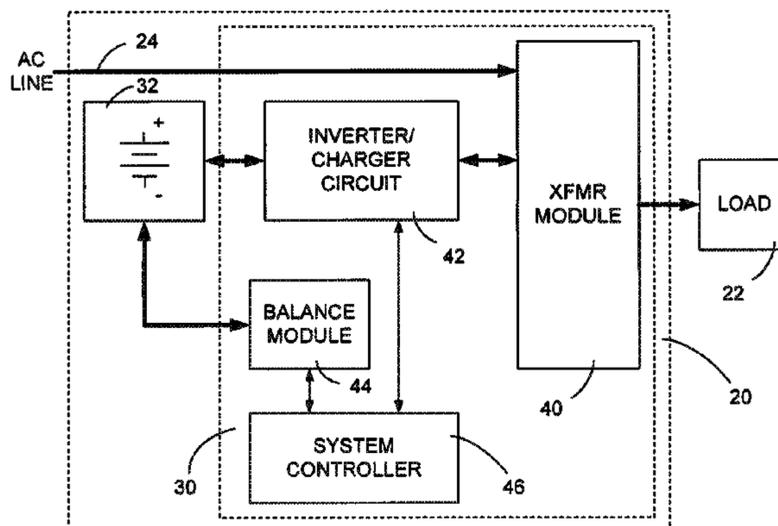 24
AC
LINE
32
+
-
INVERTER/
CHARGER
CIRCUIT
42
XFMR
MODULE
40
LOAD
22
BALANCE
MODULE
44
20
SYSTEM
CONTROLLER
30
46